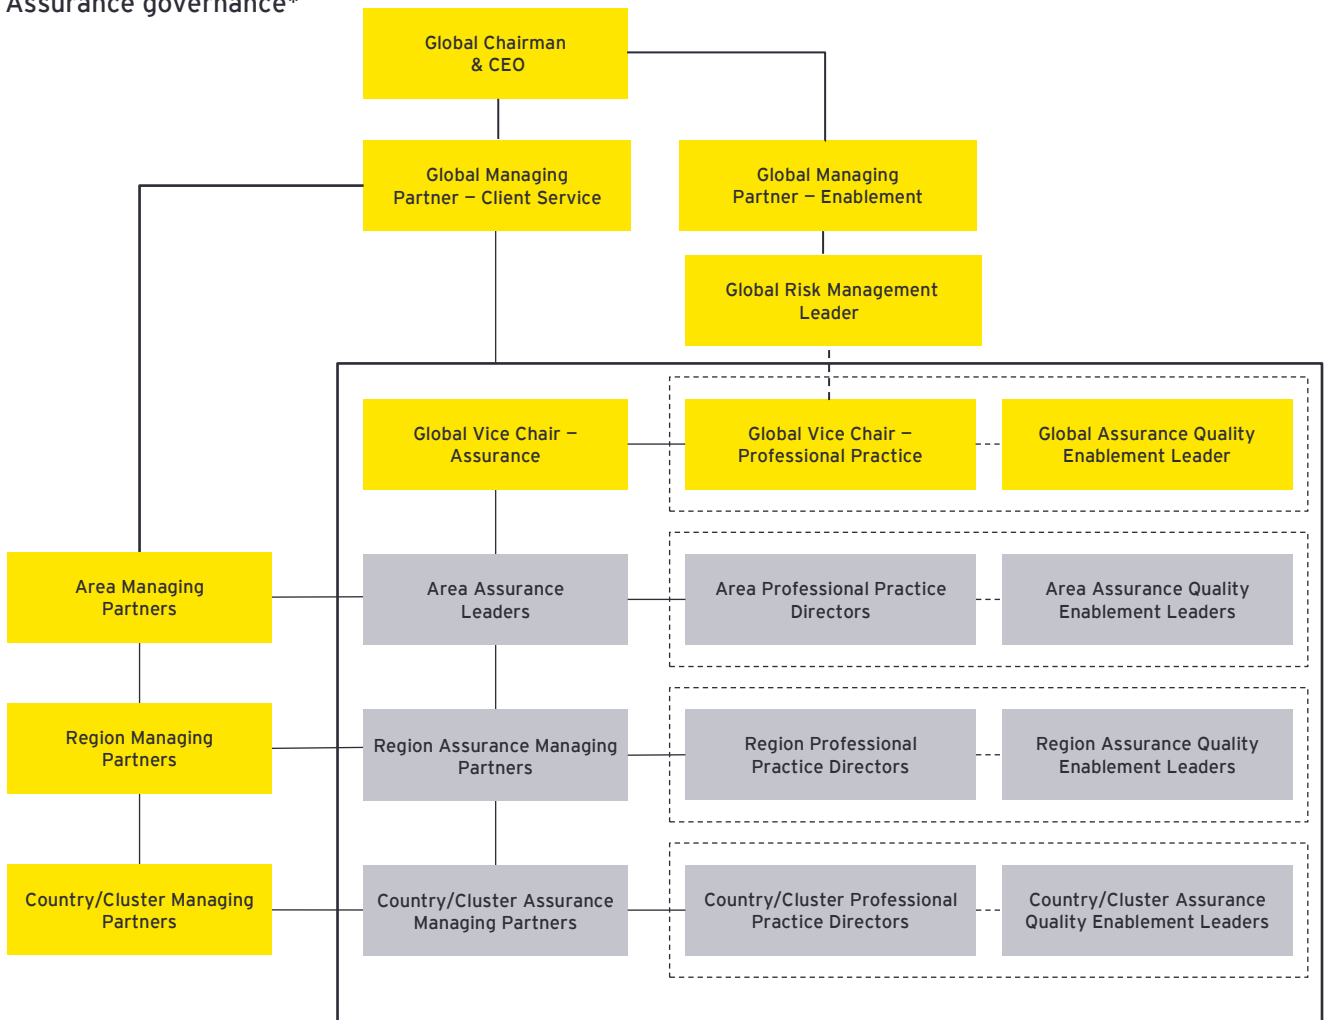 Assurance governance*
Global Chairman
& CEO
Global Managing
Partner – Client Service
Global Managing
Partner – Enablement
Global Risk Management
Leader
Global Vice Chair –
Assurance
Global Vice Chair –
Professional Practice
Global Assurance Quality
Enablement Leader
Area Managing
Partners
Area Assurance
Leaders
Area Professional Practice
Directors
Area Assurance Quality
Enablement Leaders
Region Managing
Partners
Region Assurance Managing
Partners
Region Professional
Practice Directors
Region Assurance Quality
Enablement Leaders
Country/Cluster Managing
Partners
Country/Cluster Assurance
Managing Partners
Country/Cluster Professional
Practice Directors
Country/Cluster Assurance
Quality Enablement Leaders